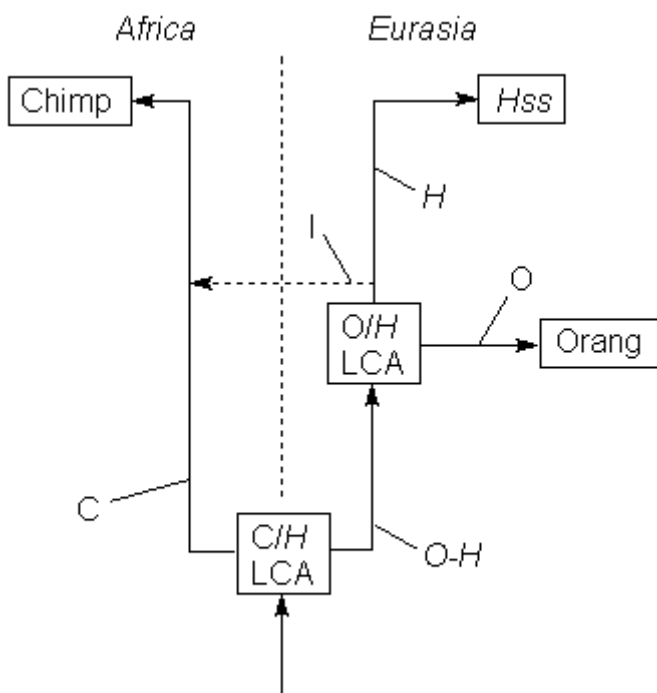 Africa
Eurasia
Chimp
Hss
H
I
O
O/H
LCA
Orang
C
C/H
LCA
O-H